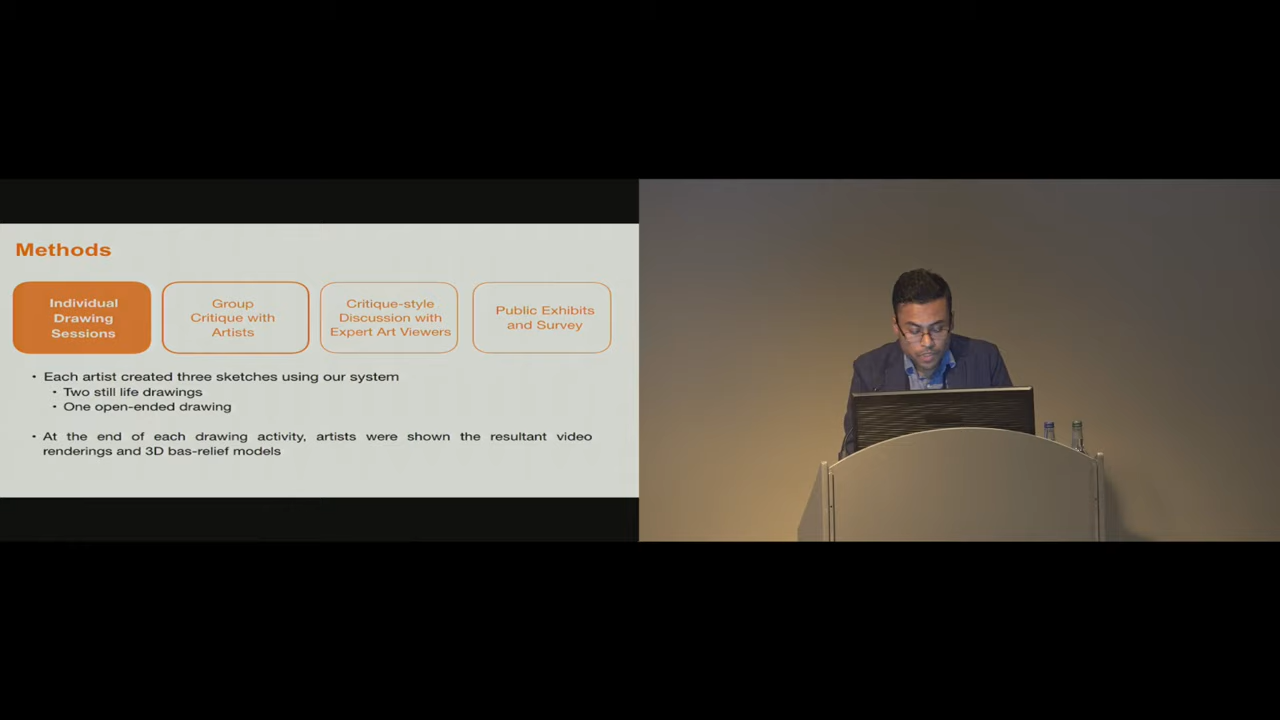 Methods
Individual
Drawing
Sessions
Group
Critique with
Artists
Critique-style
Discussion with
Expert Art Viewers
Public Exhibits
and Survey
• Each artist created three sketches using our system
• Two still life drawings
• One open-ended drawing
• At the end of each drawing activity, artists were shown the resultant video
renderings and 3D bas-relief models